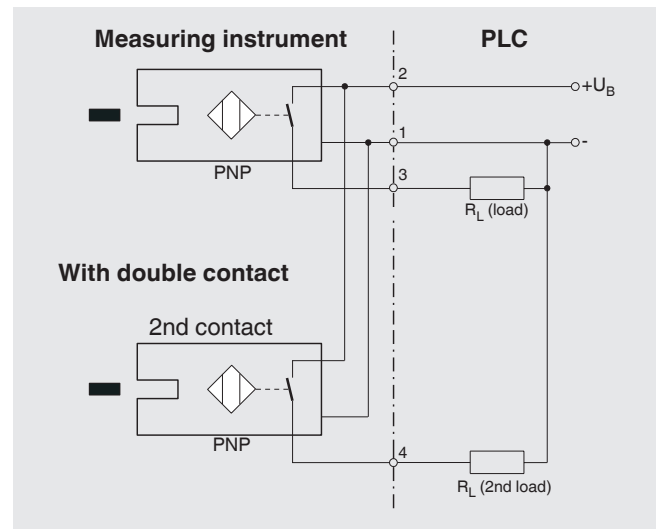 Measuring instrument
PLC
2
+UB
1
-
3
PNP
RL (load)
With double contact
2nd contact
PNP
4
RL (2nd load)